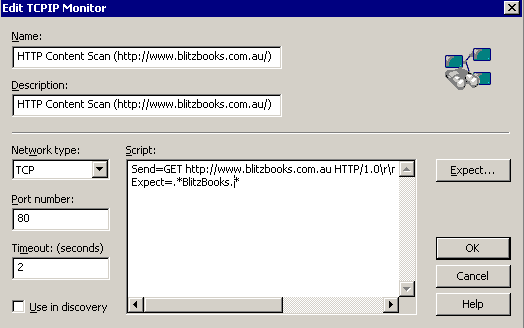 Edit TCPIP Monitor
Name:
HTTP Content Scan (http://www.blitzbooks.com.au/)
Description:
HTTP Content Scan (http://www.blitzbooks.com.au/)
Network type:
Script:
TCP
Send=GET http://www.blitzbooks.com.au HTTP/1.0\r\r
Expect=.*BlitzBooks.*
Expect...
Port number:
80
Timeout: (seconds)
2
OK
Cancel
Use in discovery
Help